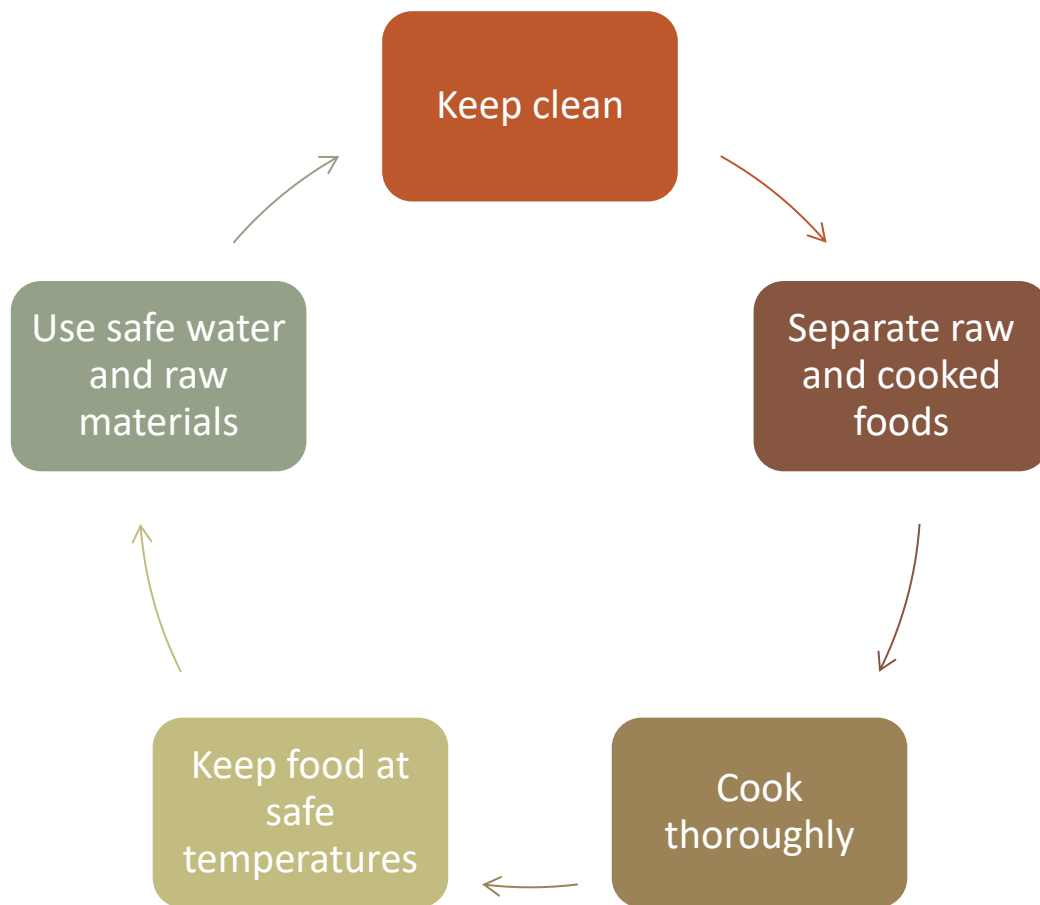 Keep clean
Separate raw
and cooked
foods
Cook
thoroughly
Keep food at
safe
temperatures
Use safe water
and raw
materials